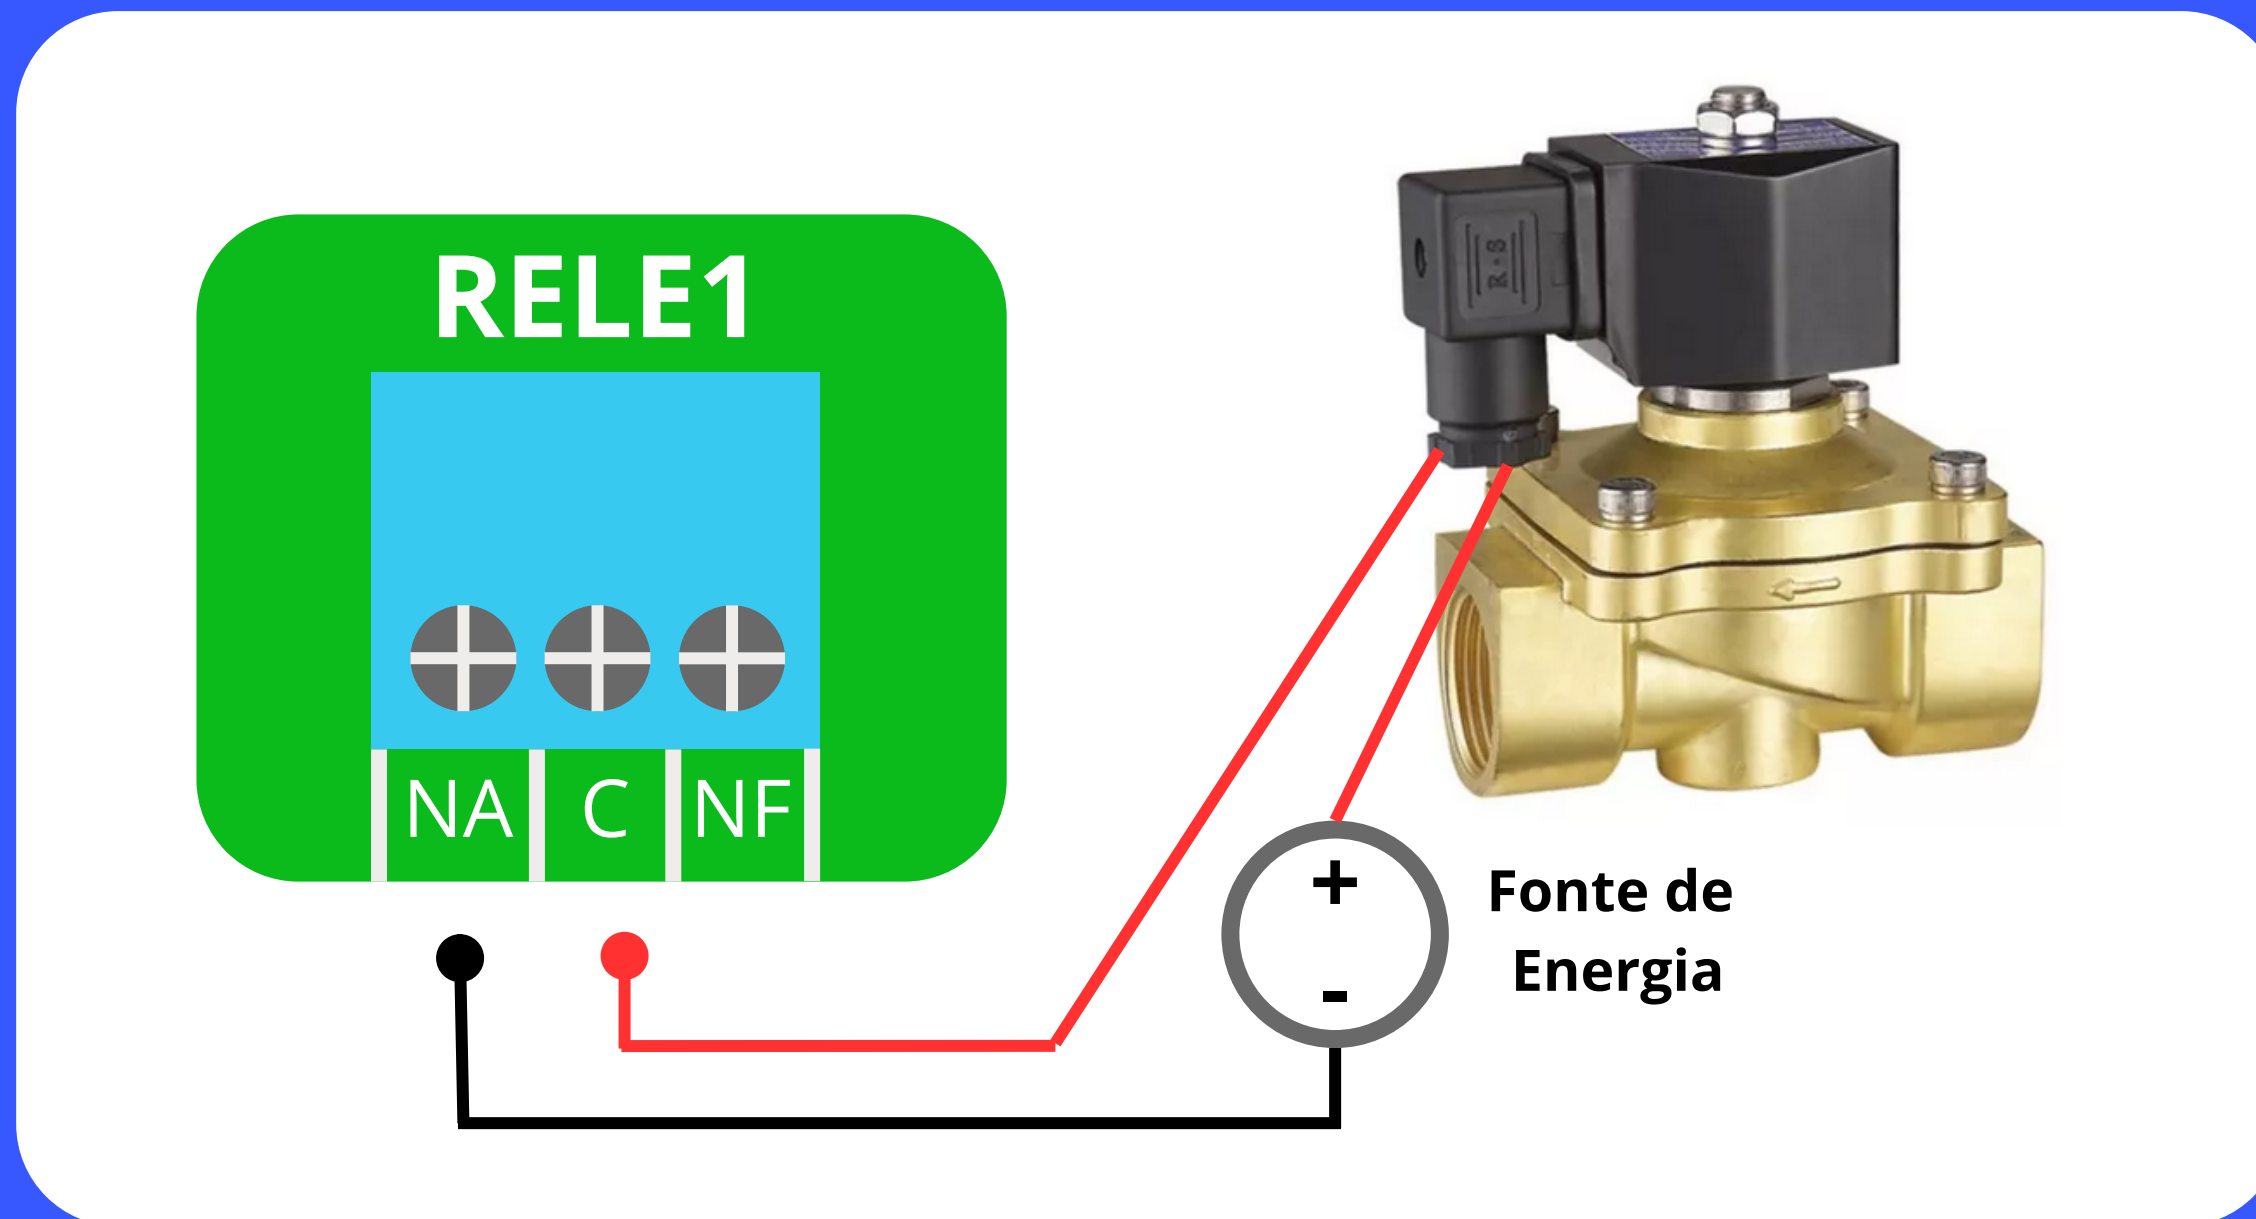 RELE1
NA C NF
R·S
+
Fonte de
Energia
-